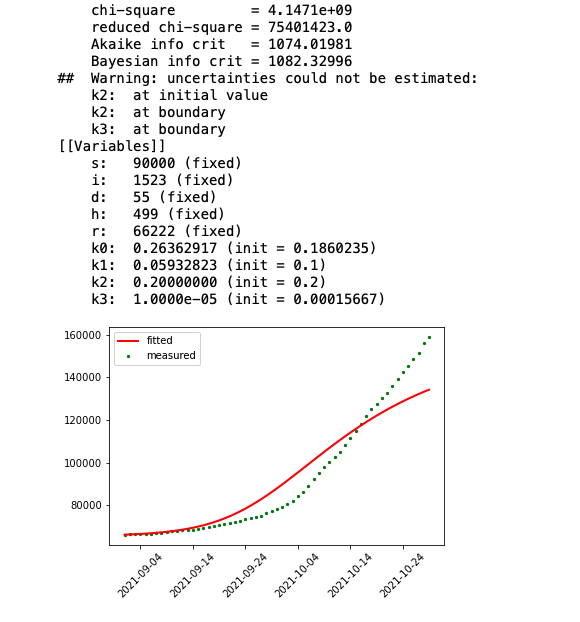 chi-square         = 4.1471e+09
reduced chi-square = 75401423.0
Akaike info crit   = 1074.01981
Bayesian info crit = 1082.32996
##  Warning: uncertainties could not be estimated:
k2:  at initial value
k2:  at boundary
k3:  at boundary
[[Variables]]
s:   90000 (fixed)
i:   1523 (fixed)
d:   55 (fixed)
h:   499 (fixed)
r:   66222 (fixed)
k0:  0.26362917 (init = 0.1860235)
k1:  0.05932823 (init = 0.1)
k2:  0.20000000 (init = 0.2)
k3:  1.0000e-05 (init = 0.00015667)
fitted
measured
160000
140000
120000
100000
80000
2021-09-04
2021-09-14
2021-09-24
2021-10-04
2021-10-14
2021-10-24